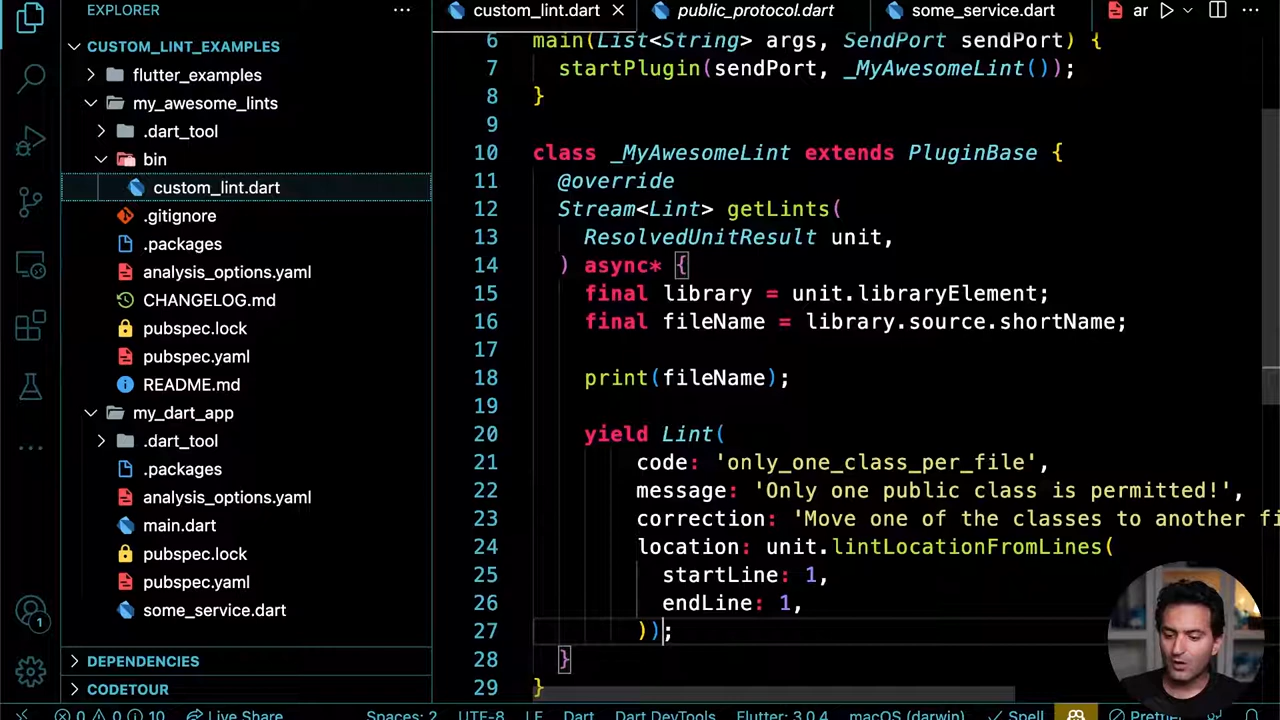 EXPLORER
CUSTOM_LINT_EXAMPLES
flutter_examples
my_awesome_lints
.dart_tool
bin
custom_lint.dart
.gitignore
.packages
analysis_options.yaml
CHANGELOG.md
pubspec.lock
pubspec.yaml
README.md
my_dart_app
.dart_tool
.packages
analysis_options.yaml
main.dart
pubspec.lock
pubspec.yaml
some_service.dart
DEPENDENCIES
CODETOUR
1
custom_lint.dart public_protocol.dart some_service.dart ar
6 main(List<String> args, SendPort sendPort) {
7 startPlugin(sendPort, _MyAwesomeLint());
8 }
9
10 class _MyAwesomeLint extends PluginBase {
11 @override
12 Stream<Lint> getLints(
13 ResolvedUnitResult unit,
14 ) async* {
15 final library = unit.libraryElement;
16 final fileName = library.source.shortName;
17
18 print(fileName);
19
20 yield Lint(
21 code: 'only_one_class_per_file',
22 message: 'Only one public class is permitted!',
23 correction: 'Move one of the classes to another fi
24 location: unit.lintLocationFromLines(
25 startLine: 1,
26 endLine: 1,
27 ));
28 }
29 }
0 0 10 Live Share Spaces: 2 UTF-8 LF Dart Dart DevTools Flutter: 3.0.4 macOS (darwin) Spell